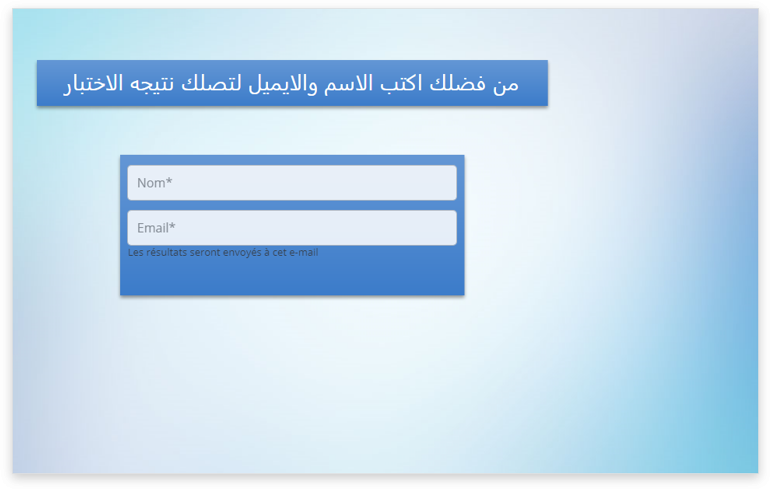 من فضلك اكتب الاسم والايميل لتصلك نتيجه الاختبار
Nom*
Email*
Les résultats seront envoyés à cet e-mail